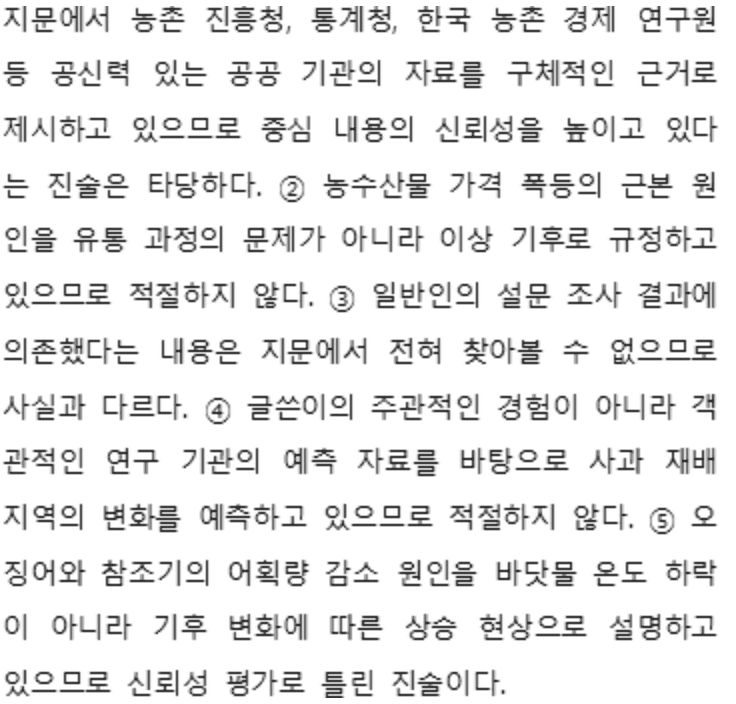 지문에서 농촌 진흥청, 통계청, 한국 농촌 경제 연구원
등 공신력 있는 공공 기관의 자료를 구체적인 근거로
제시하고 있으므로 중심 내용의 신뢰성을 높이고 있다
는 진술은 타당하다. ② 농수산물 가격 폭등의 근본 원
인을 유통 과정의 문제가 아니라 이상 기후로 규정하고
있으므로 적절하지 않다. ③ 일반인의 설문 조사 결과에
의존했다는 내용은 지문에서 전혀 찾아볼 수 없으므로
사실과 다르다. ④ 글쓴이의 주관적인 경험이 아니라 객
관적인 연구 기관의 예측 자료를 바탕으로 사과 재배
지역의 변화를 예측하고 있으므로 적절하지 않다. ⑤ 오
징어와 참조기의 어획량 감소 원인을 바닷물 온도 하락
이 아니라 기후 변화에 따른 상승 현상으로 설명하고
있으므로 신뢰성 평가로 틀린 진술이다.